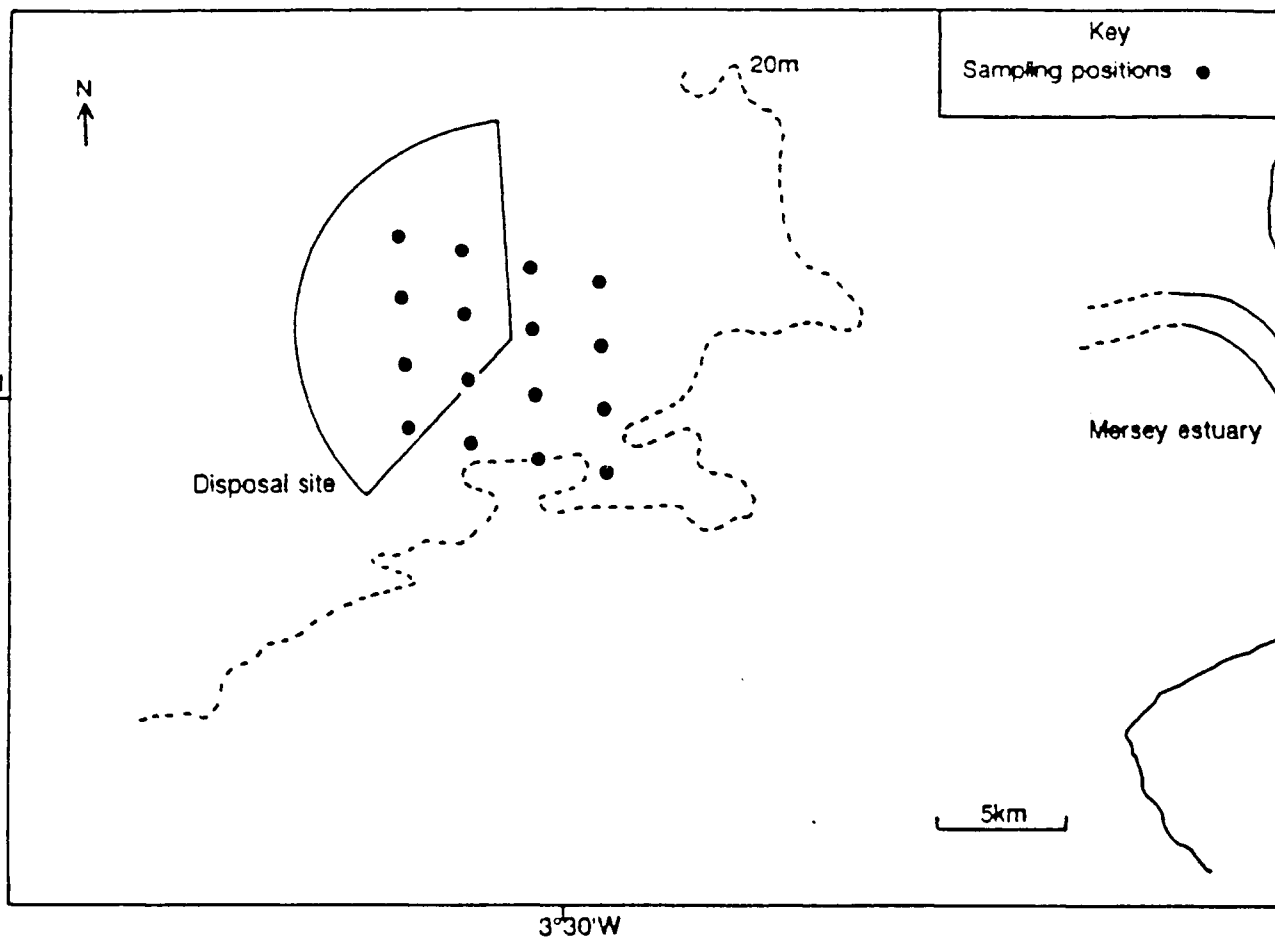 Key
Sampling positions
20m
N
Disposal site
Mersey estuary
5km
3°30'W